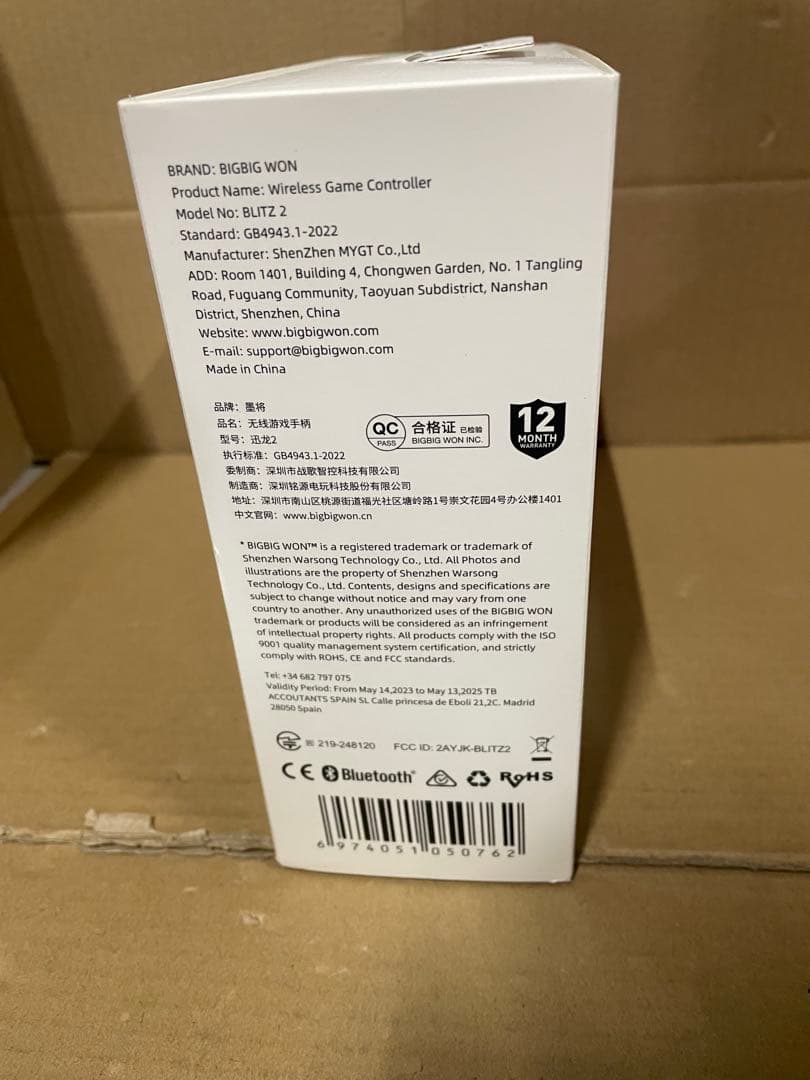 BRAND: BIGBIG WON
Product Name: Wireless Game Controller
Model No: BLITZ 2
Standard: GB4943.1-2022
Manufacturer: ShenZhen MYGT Co.,Ltd
ADD: Room 1401, Building 4, Chongwen Garden, No. 1 Tangling
Road, Fuguang Community, Taoyuan Subdistrict, Nanshan
District, Shenzhen, China
Website: www.bigbigwon.com
E-mail: support@bigbigwon.com
Made in China
品牌：墨将
品名：无线游戏手柄
型号：迅龙2
执行标准：GB4943.1-2022
委制商：深圳市战歌智控科技有限公司
制造商：深圳铭源电玩科技股份有限公司
地址：深圳市南山区桃源街道福光社区塘岭路1号崇文花园4号办公楼1401
中文官网：www.bigbigwon.cn
QC PASS
合格证 已检验
BIGBIG WON INC.
12
MONTH
WARRANTY
* BIGBIG WON™ is a registered trademark or trademark of
Shenzhen Warsong Technology Co., Ltd. All Photos and
illustrations are the property of Shenzhen Warsong
Technology Co., Ltd. Contents, designs and specifications are
subject to change without notice and may vary from one
country to another. Any unauthorized uses of the BIGBIG WON
trademark or products will be considered as an infringement
of intellectual property rights. All products comply with the ISO
9001 quality management system certification, and strictly
comply with ROHS, CE and FCC standards.
Tel: +34 682 797 075
Validity Period: From May 14,2023 to May 13,2025 TB
ACCOUTANTS SPAIN SL Calle princesa de Eboli 21,2C. Madrid
28050 Spain
219-248120 FCC ID: 2AYJK-BLITZ2
CE Bluetooth® RoHS
6 974051 050762